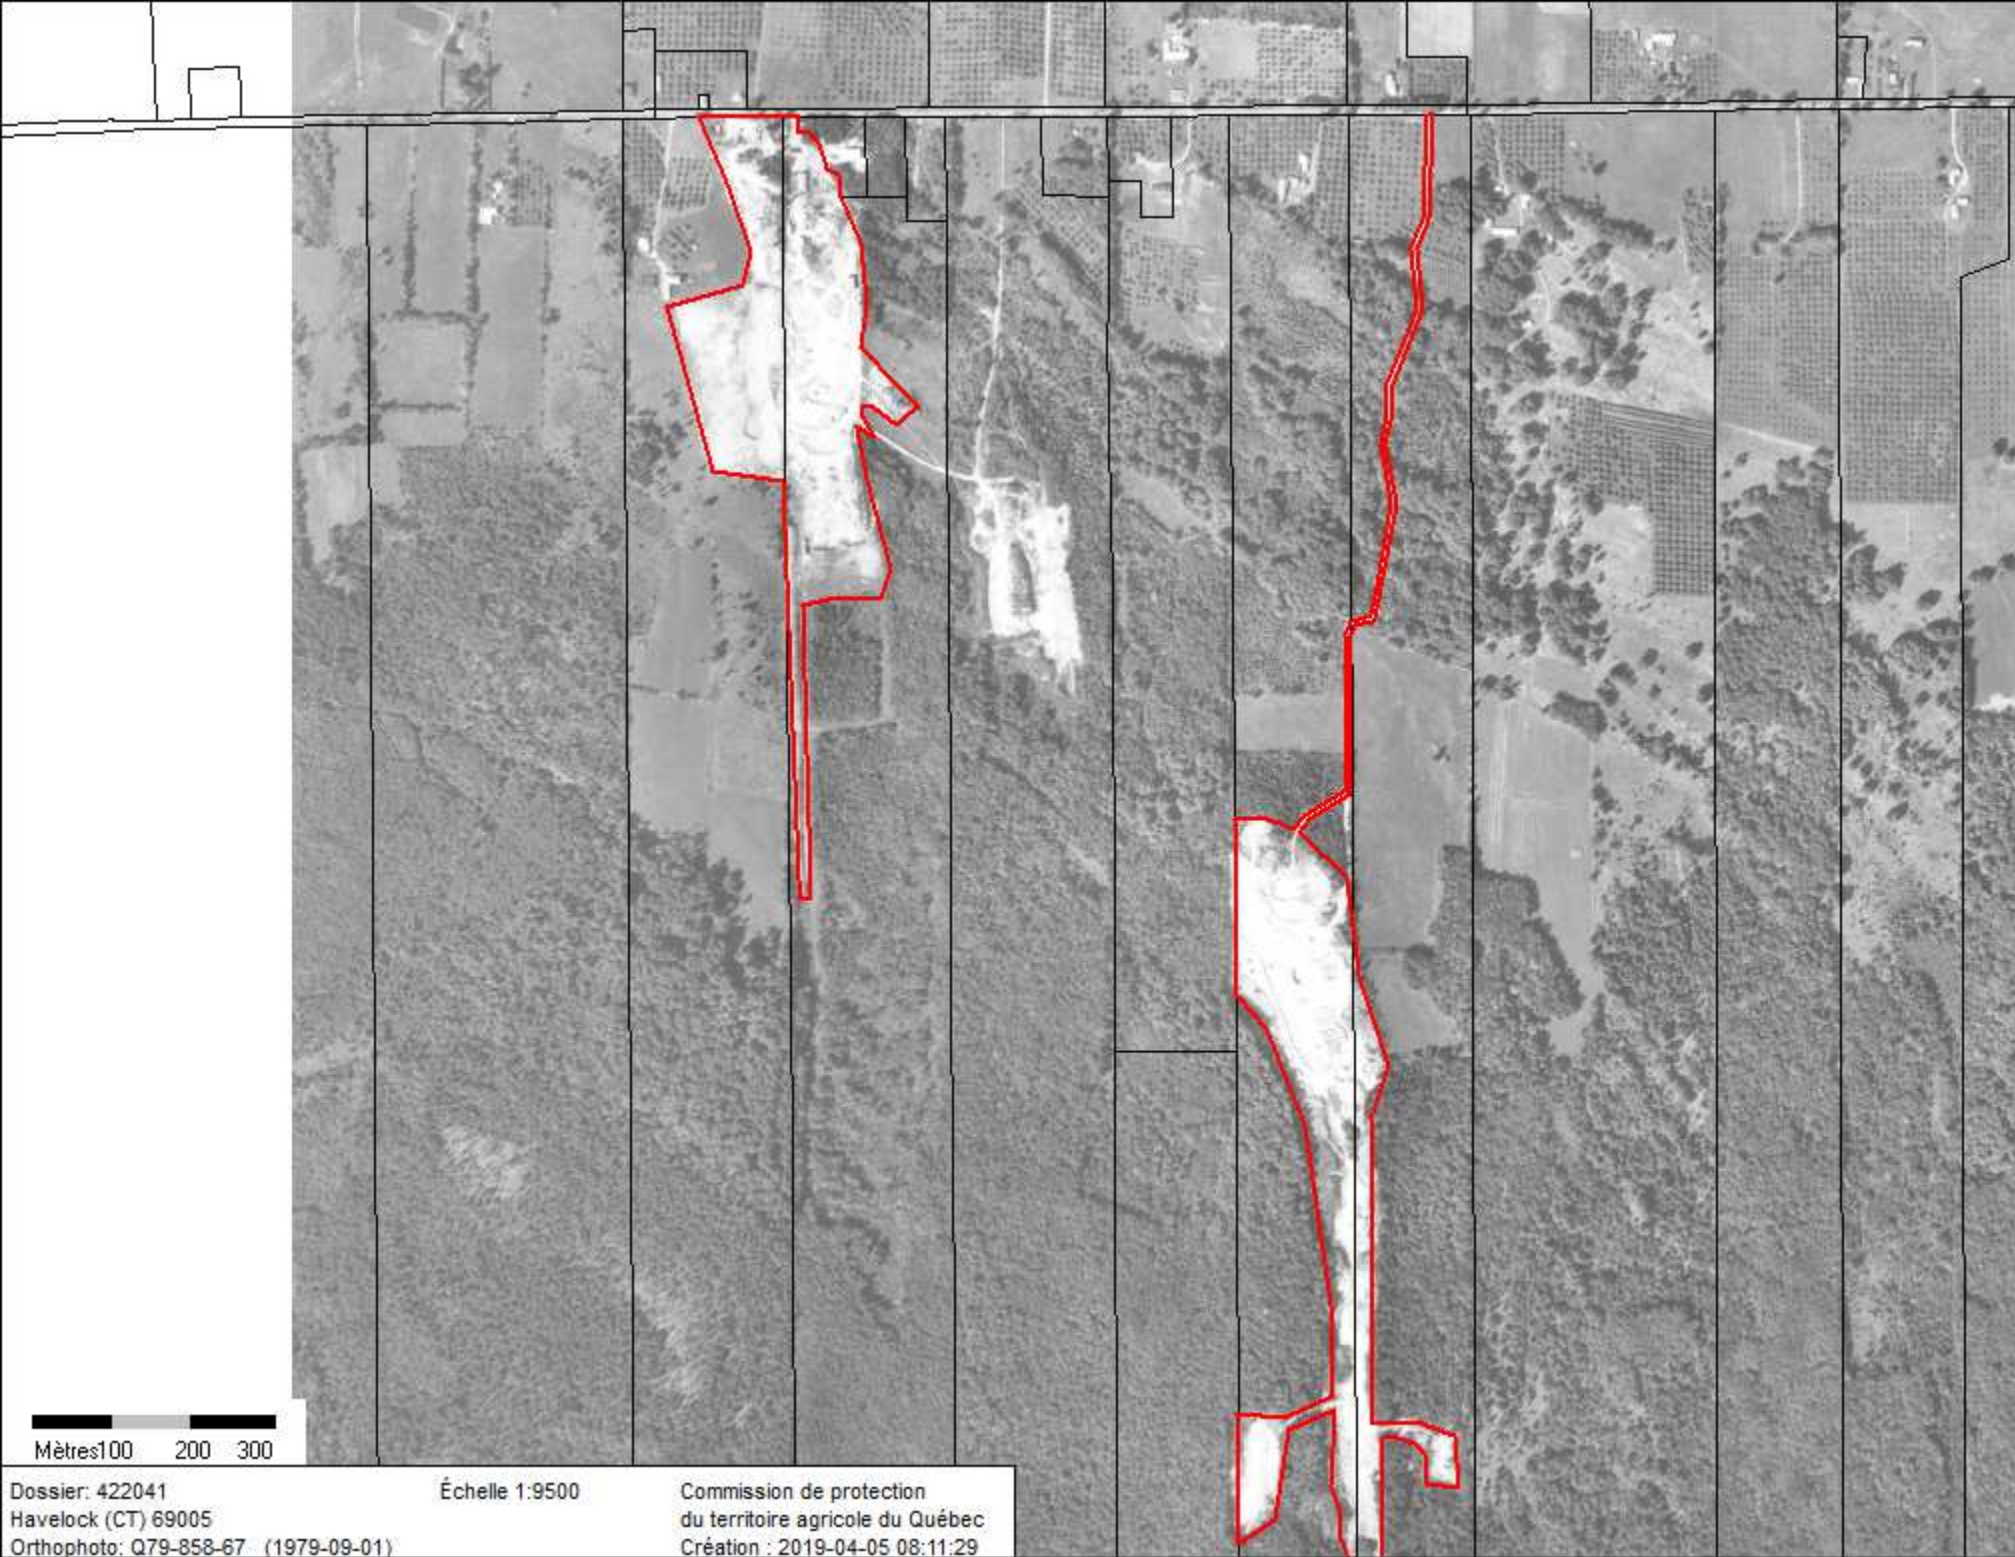 Mètres100 200 300
Dossier: 422041
Havelock (CT) 69005
Orthophoto: Q79-858-67 (1979-09-01)
Échelle 1:9500
Commission de protection
du territoire agricole du Québec
Création : 2019-04-05 08:11:29